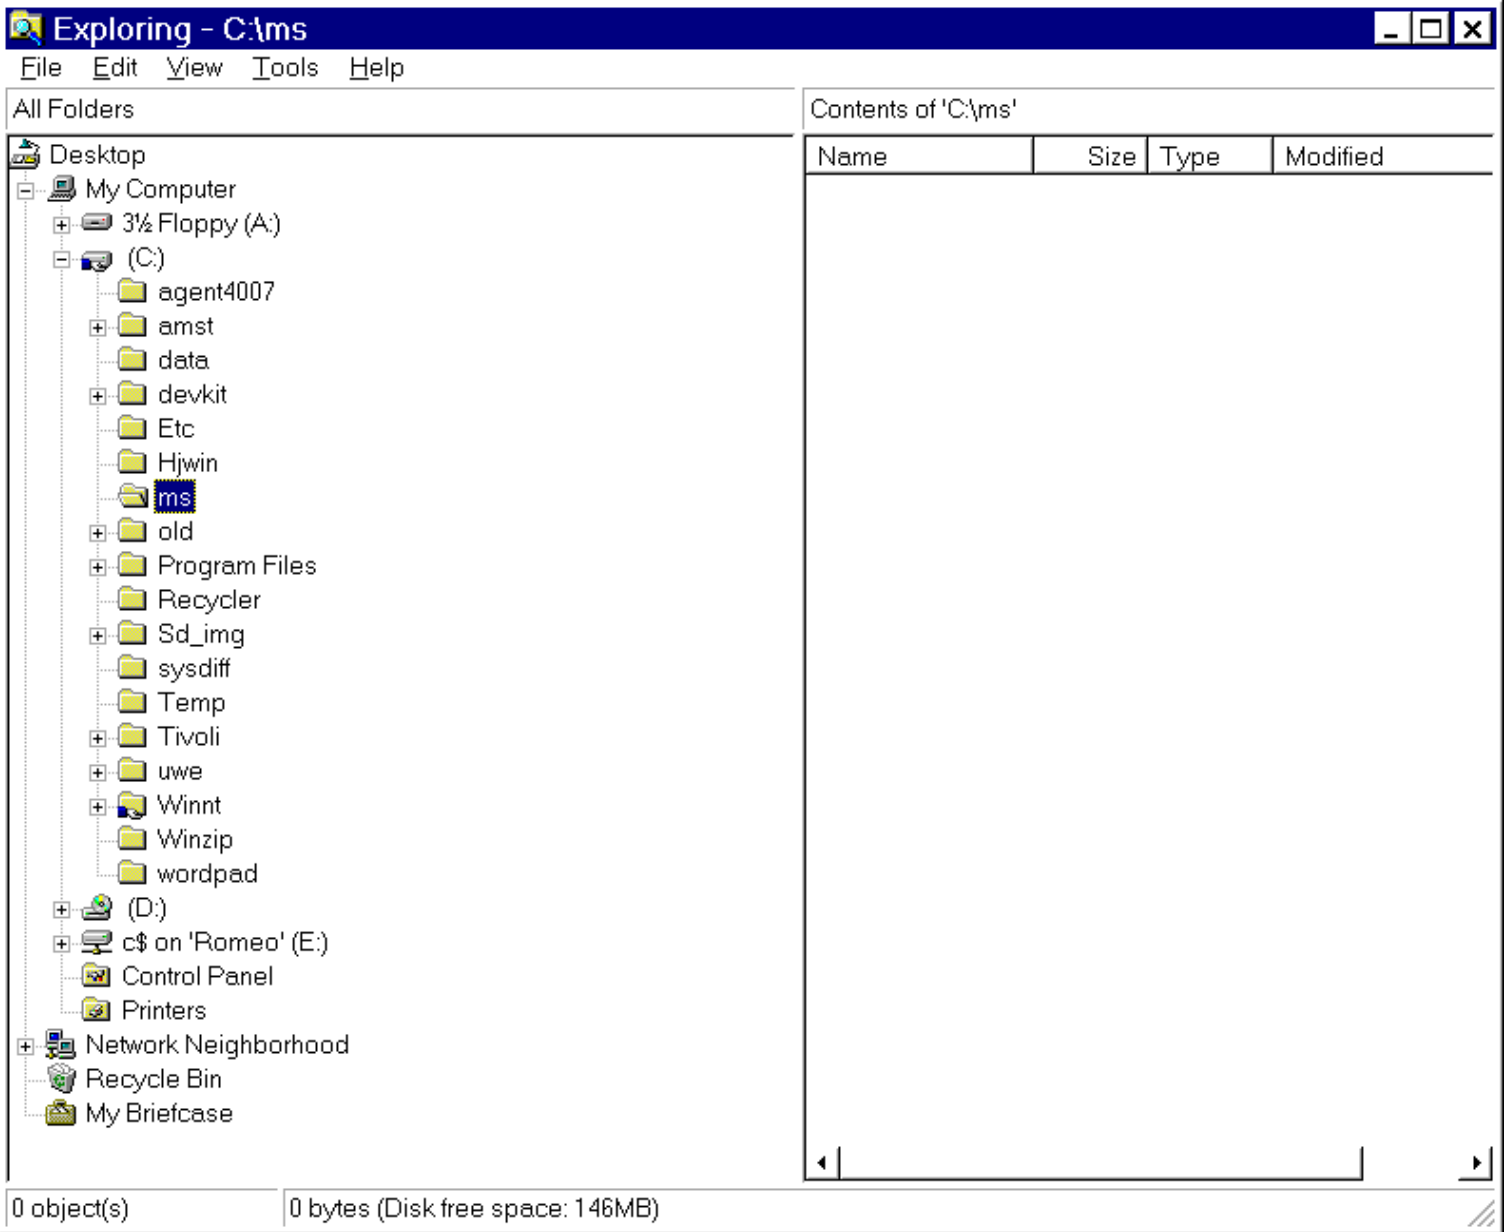 Exploring - C:\ms
File Edit View Tools Help
All Folders
Contents of 'C:\ms'
Name Size Type Modified
Desktop
My Computer
3½ Floppy (A:)
(C:)
agent4007
amst
data
devkit
Etc
Hjwin
ms
old
Program Files
Recycler
Sd_img
sysdiff
Temp
Tivoli
uwe
Winnt
Winzip
wordpad
(D:)
c$ on 'Romeo' (E:)
Control Panel
Printers
Network Neighborhood
Recycle Bin
My Briefcase
0 object(s)
0 bytes (Disk free space: 146MB)